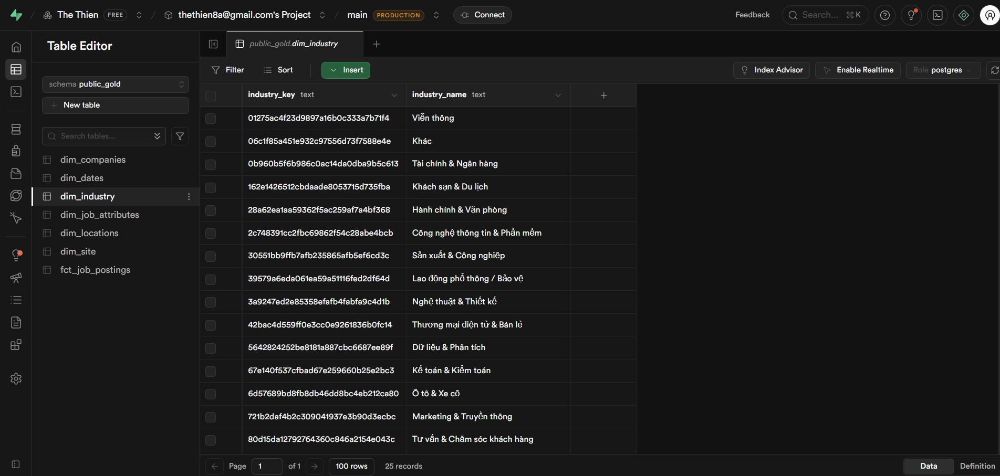 The Thien FREE / thethien8a@gmail.com's Project / main PRODUCTION Connect Feedback Search... ⌘ K
Table Editor
public_gold.dim_industry
schema public_gold
New table
Search tables...
dim_companies
dim_dates
dim_industry
dim_job_attributes
dim_locations
dim_site
fct_job_postings
Filter Sort Insert Index Advisor Enable Realtime Role postgres
industry_key text industry_name text
01275ac4f23d9897a16b0c333a7b71f4 Viễn thông
06c1f85a451e932c97556d73f7588e4e Khác
0b960b5f6b986c0ac14da0dba9b5c613 Tài chính & Ngân hàng
162e1426512cbdaade8053715d735fba Khách sạn & Du lịch
28a62ea1aa59362f5ac259af7a4bf368 Hành chính & Văn phòng
2c748391cc2fbc69862f54c28abe4bcb Công nghệ thông tin & Phần mềm
30551bb9ffb7afb235865afb5ef6cd3c Sản xuất & Công nghiệp
39579a6eda061ea59a51116fed2df64d Lao động phổ thông / Bảo vệ
3a9247ed2e85358efafb4fabfa9c4d1b Nghệ thuật & Thiết kế
42bac4d559ff0e3cc0e9261836b0fc14 Thương mại điện tử & Bán lẻ
5642824252be8181a887cbc6687ee89f Dữ liệu & Phân tích
67e140f537cfbad67e259660b25e2bc3 Kế toán & Kiểm toán
6d57689bd8fb8db46dd8bc4eb212ca80 Ô tô & Xe cộ
721b2daf4b2c309041937e3b90d3ecbc Marketing & Truyền thông
80d15da12792764360c846a2154e043c Tư vấn & Chăm sóc khách hàng
Page 1 of 1 100 rows 25 records Data Definition